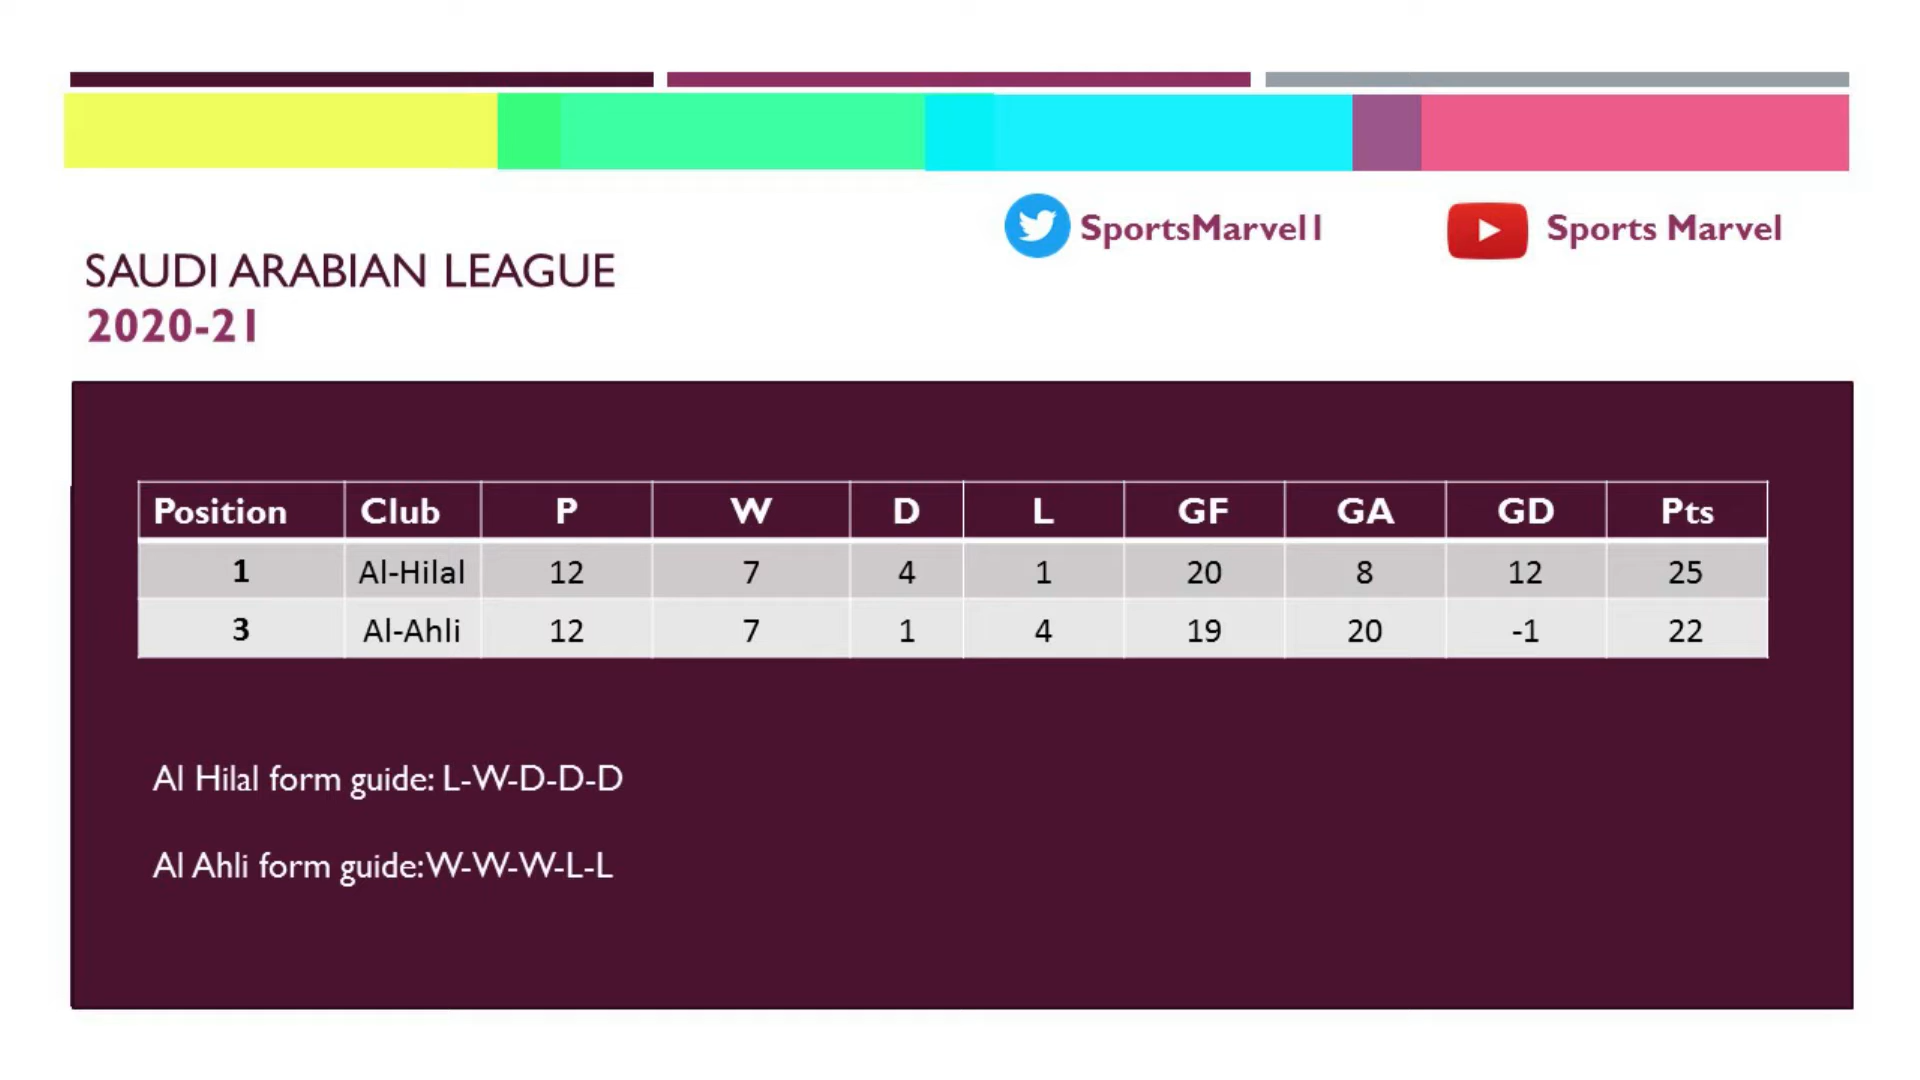 SportsMarvel1
Sports Marvel
SAUDI ARABIAN LEAGUE
2020-21
Position Club P W D L GF GA GD Pts
1 Al-Hilal 12 7 4 1 20 8 12 25
3 Al-Ahli 12 7 1 4 19 20 -1 22
Al Hilal form guide: L-W-D-D-D
Al Ahli form guide:W-W-W-L-L